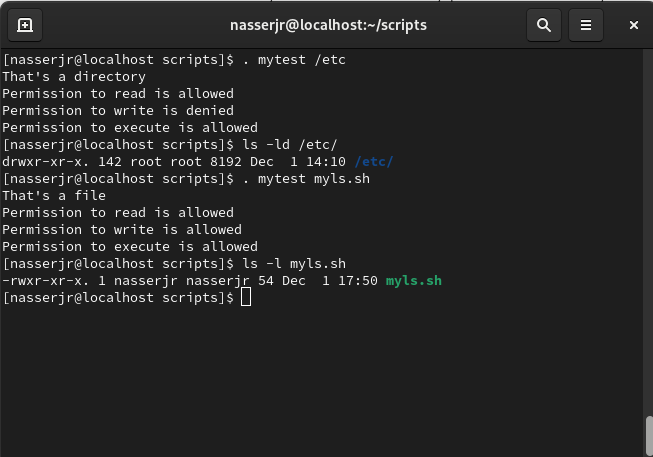 nasserjr@localhost:~/scripts
[nasserjr@localhost scripts]$ . mytest /etc
That's a directory
Permission to read is allowed
Permission to write is denied
Permission to execute is allowed
[nasserjr@localhost scripts]$ ls -ld /etc/
drwxr-xr-x. 142 root root 8192 Dec  1 14:10 /etc/
[nasserjr@localhost scripts]$ . mytest myls.sh
That's a file
Permission to read is allowed
Permission to write is allowed
Permission to execute is allowed
[nasserjr@localhost scripts]$ ls -l myls.sh
-rwxr-xr-x. 1 nasserjr nasserjr 54 Dec  1 17:50 myls.sh
[nasserjr@localhost scripts]$